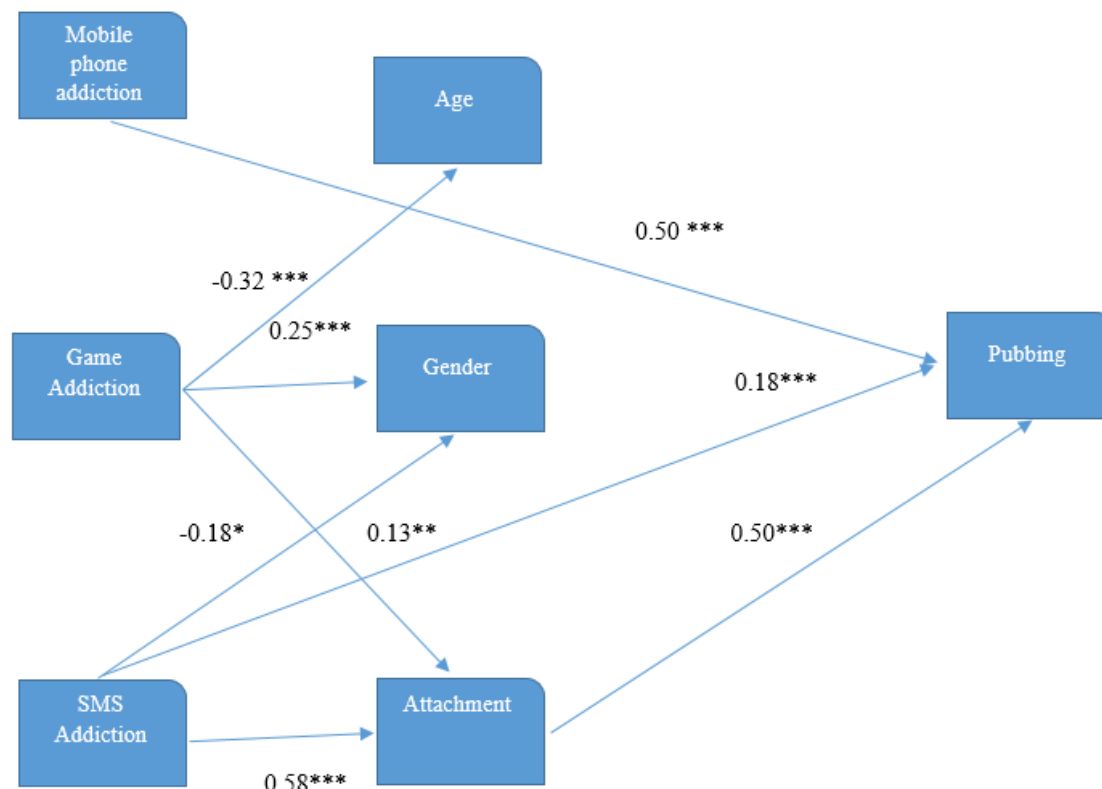 Mobile
phone
addiction
Age
0.50 ***
-0.32 ***
0.25***
Game
Addiction
Gender
Pubbing
0.18***
-0.18*
0.13**
0.50***
SMS
Addiction
Attachment
0.58***